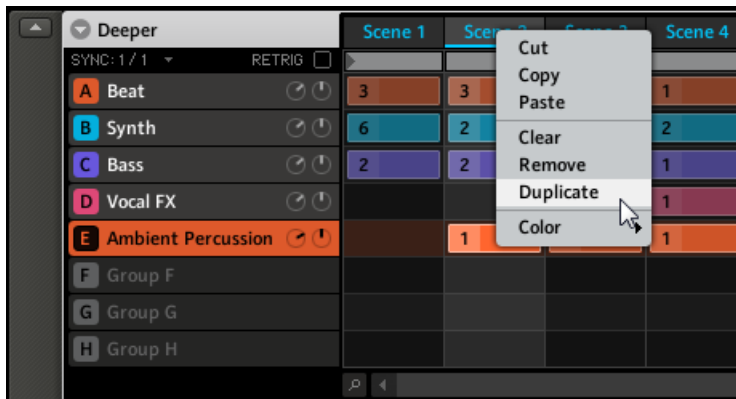 Deeper
Scene 1
Scene 4
SYNC: 1 / 1
RETRIG
A Beat
3
3
1
B Synth
6
2
2
C Bass
2
2
1
D Vocal FX
1
E Ambient Percussion
1
1
F Group F
G Group G
H Group H
Cut
Copy
Paste
Clear
Remove
Duplicate
Color